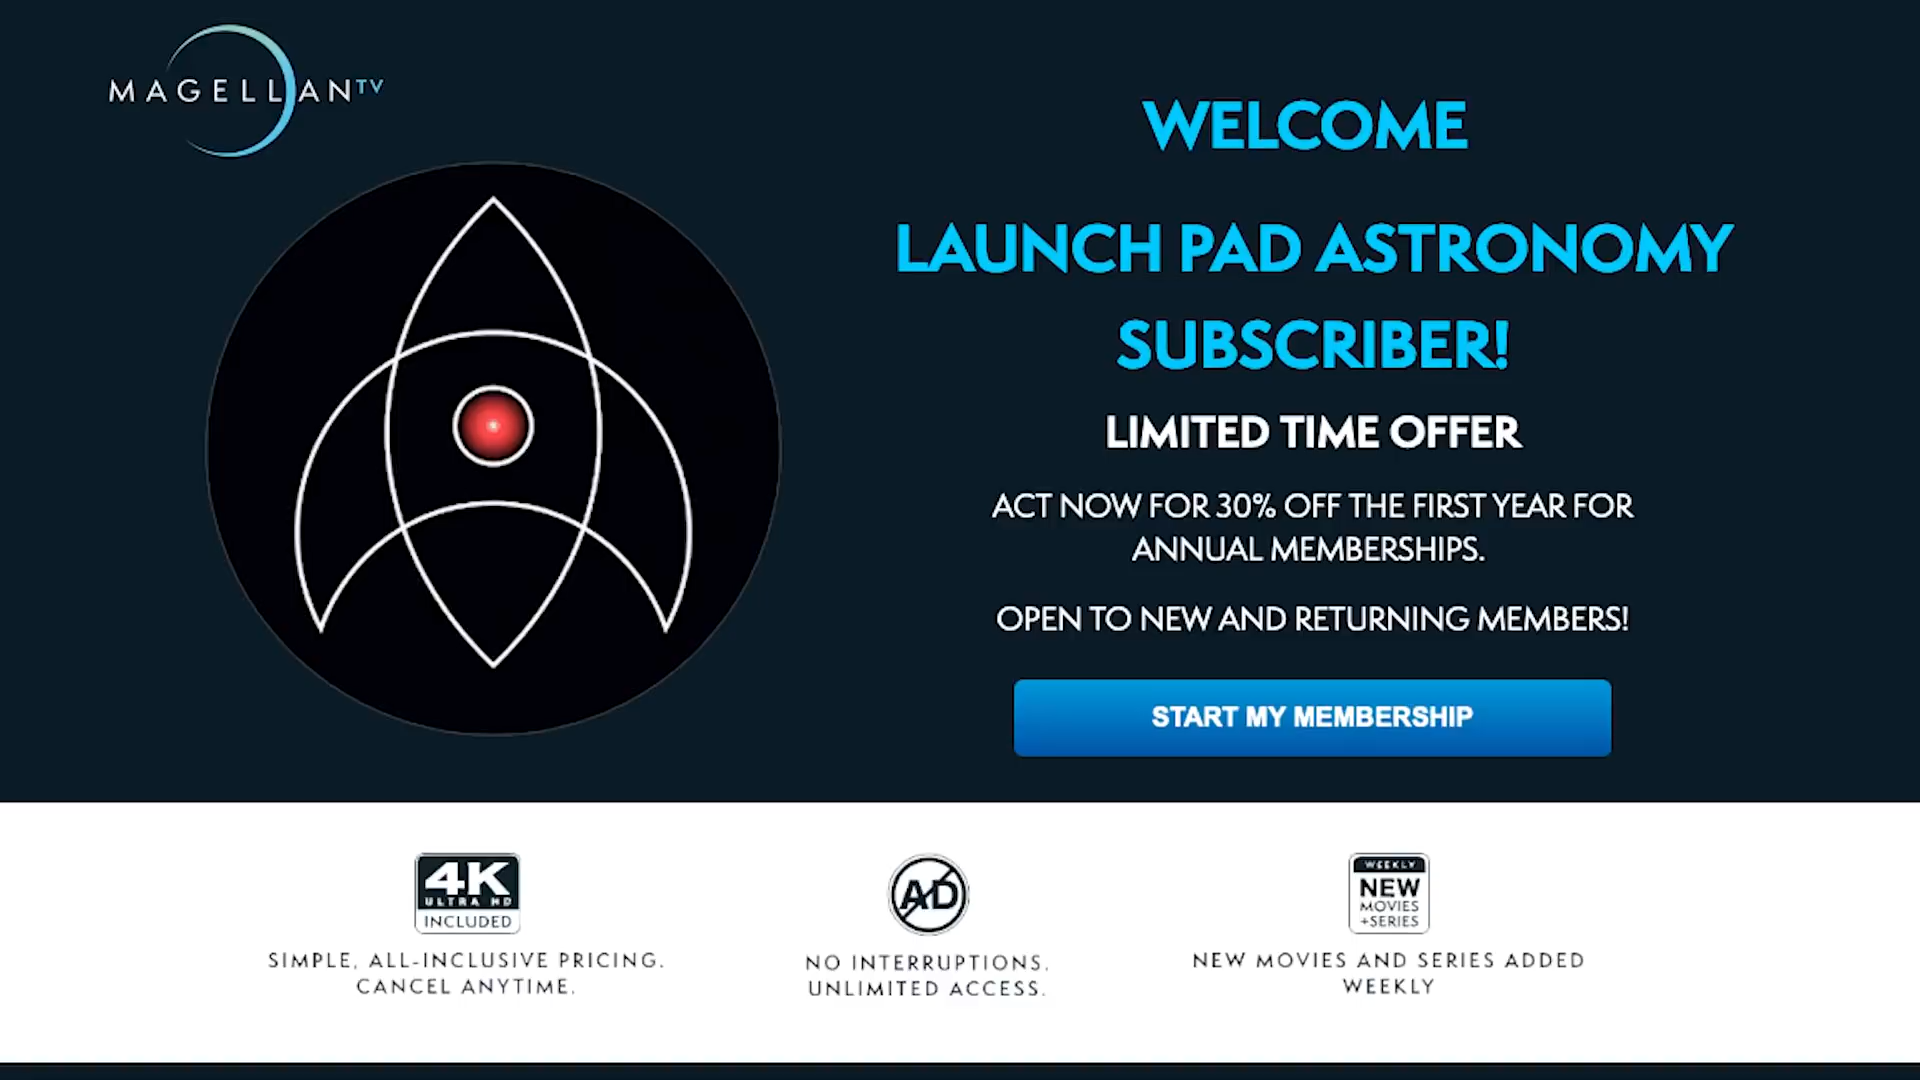 MAGELLANTV
WELCOME
LAUNCH PAD ASTRONOMY
SUBSCRIBER!
LIMITED TIME OFFER
ACT NOW FOR 30% OFF THE FIRST YEAR FOR
ANNUAL MEMBERSHIPS.
OPEN TO NEW AND RETURNING MEMBERS!
START MY MEMBERSHIP
4K
ULTRA HD
INCLUDED
SIMPLE, ALL-INCLUSIVE PRICING.
CANCEL ANYTIME.
AD
NO INTERRUPTIONS.
UNLIMITED ACCESS.
WEEKLY
NEW
MOVIES
+SERIES
NEW MOVIES AND SERIES ADDED
WEEKLY